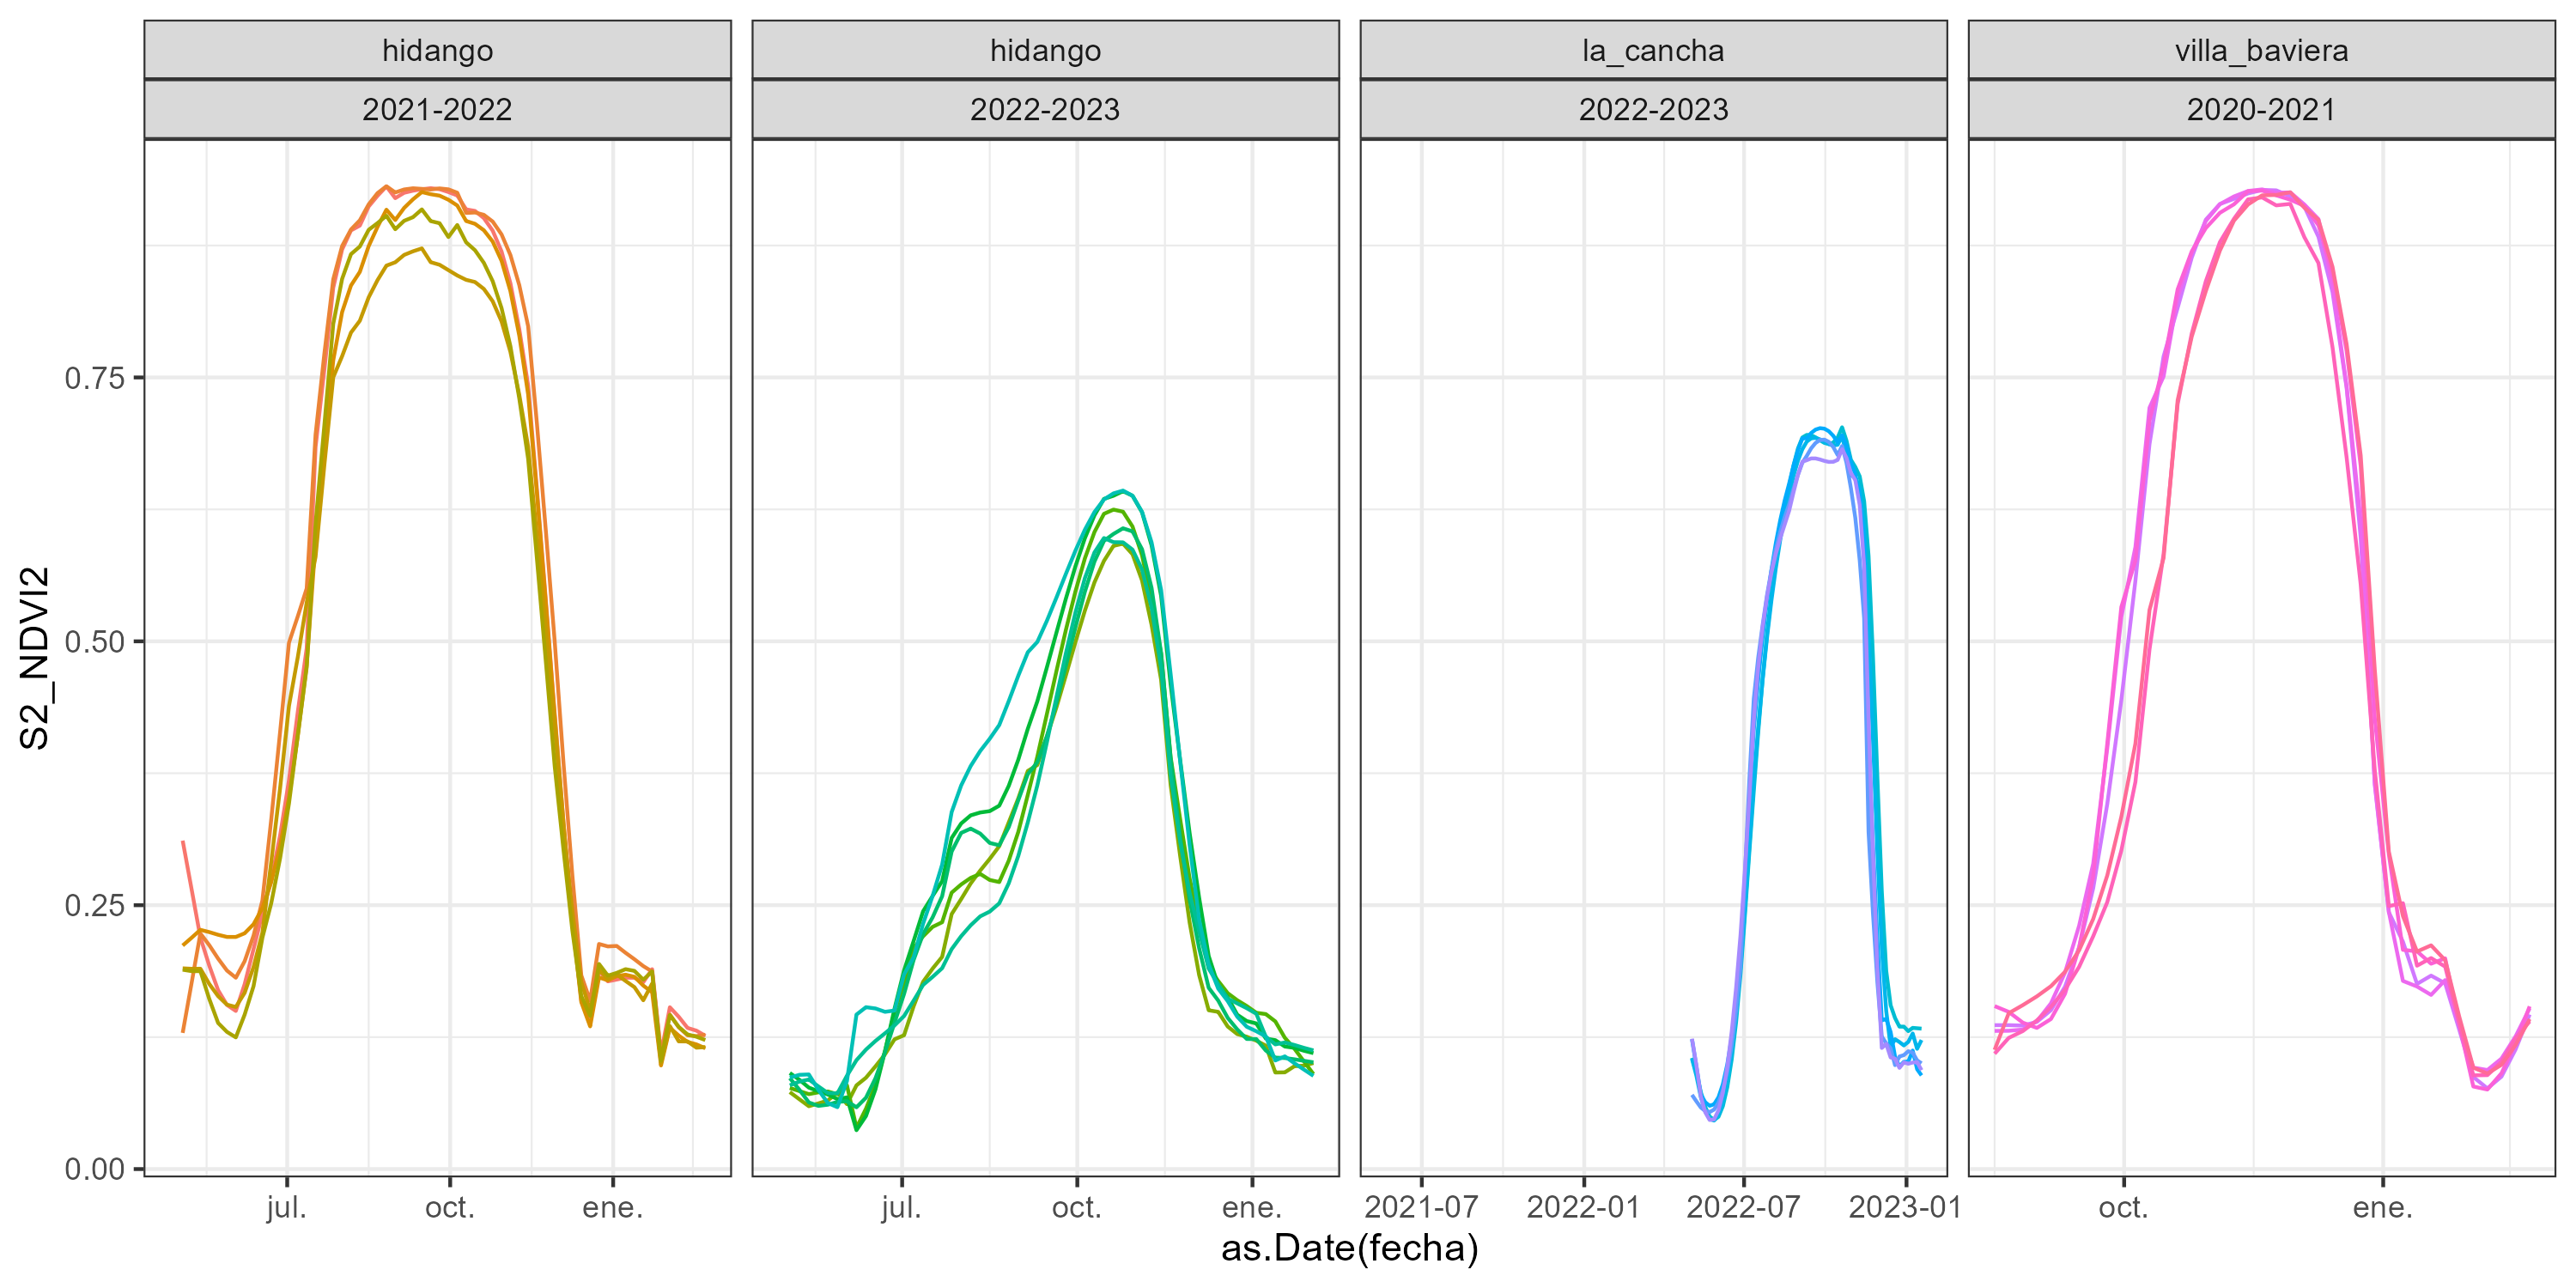 hidango hidango la_cancha villa_baviera
2021-2022 2022-2023 2022-2023 2020-2021
S2_NDVI2
0.75
0.50
0.25
0.00
jul. oct. ene. jul. oct. ene. 2021-07 2022-01 2022-07 2023-01 oct. ene.
as.Date(fecha)